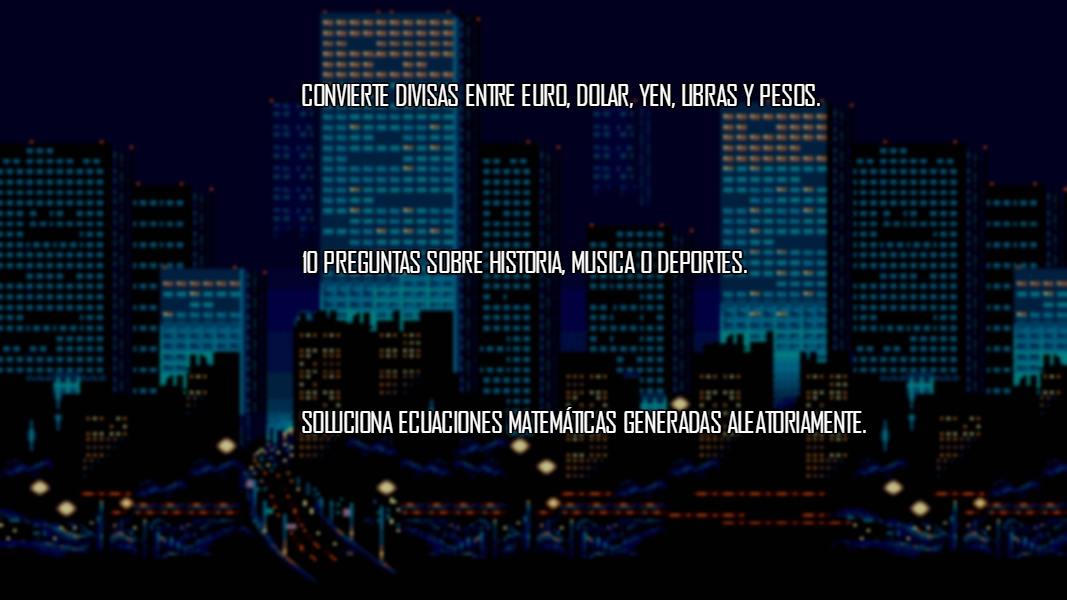 CONVIERTE DIVISAS ENTRE EURO, DOLAR, YEN, LIBRAS Y PESOS.
10 PREGUNTAS SOBRE HISTORIA, MUSICA O DEPORTES.
SOLUCIONA ECUACIONES MATEMÁTICAS GENERADAS ALEATORIAMENTE.